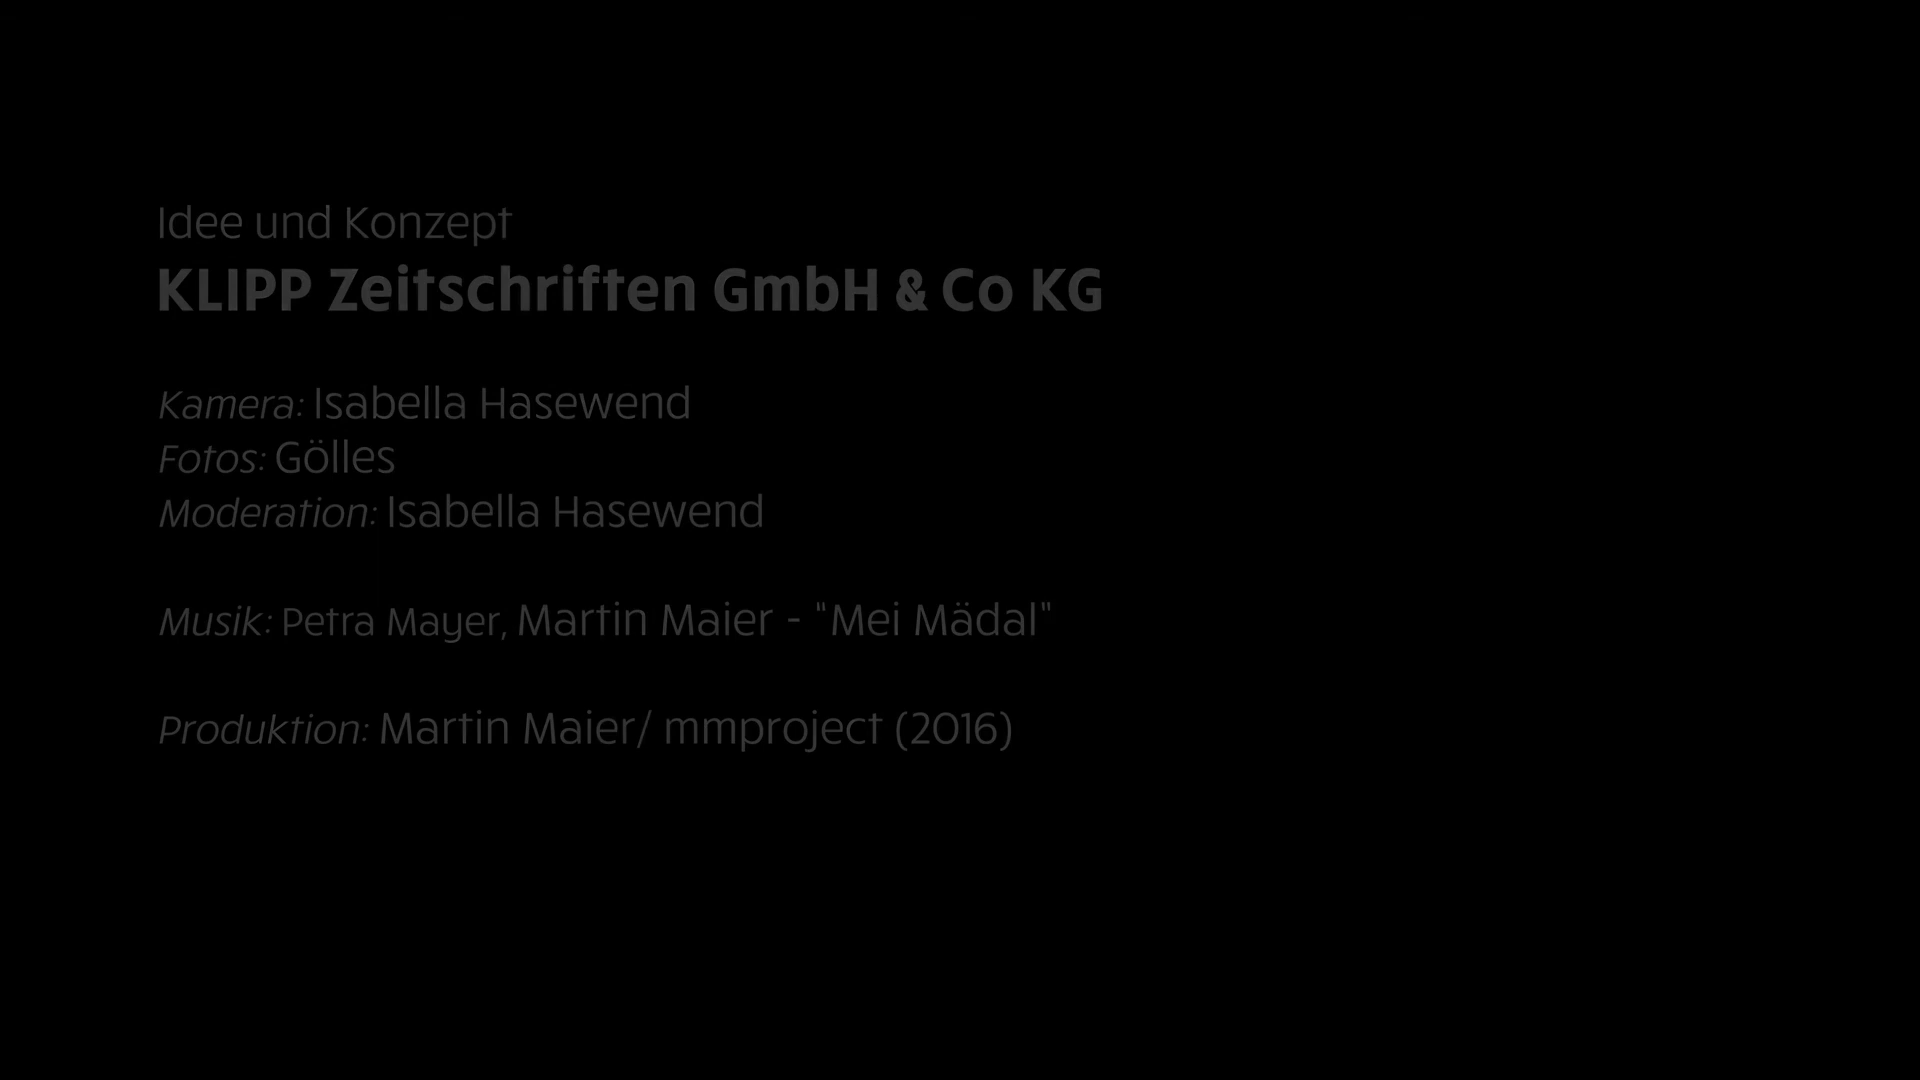 Idee und Konzept
KLIPP Zeitschriften GmbH & Co KG
Kamera: Isabella Hasewend
Fotos: Gölles
Moderation: Isabella Hasewend
Musik: Petra Mayer, Martin Maier - "Mei Mädal"
Produktion: Martin Maier/ mmproject (2016)